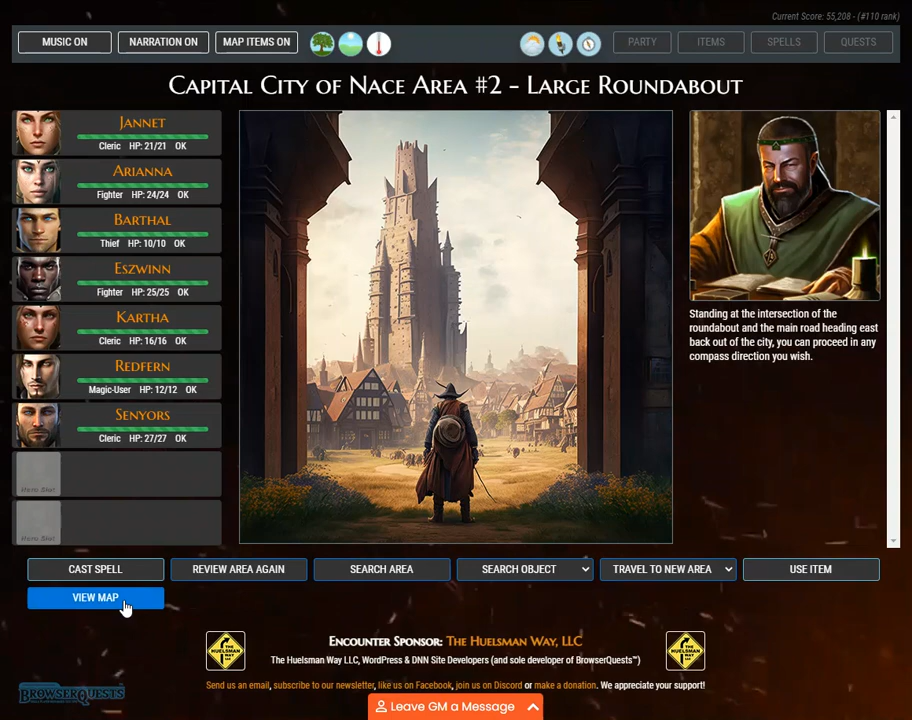 Current Score: 55,208 - (#110 rank)
MUSIC ON
NARRATION ON
MAP ITEMS ON
PARTY
ITEMS
SPELLS
QUESTS
Capital City of Nace Area #2 - Large Roundabout
Jannet
Cleric HP: 21/21 OK
Arianna
Fighter HP: 24/24 OK
Barthal
Thief HP: 10/10 OK
Eszwinn
Fighter HP: 25/25 OK
Kartha
Cleric HP: 16/16 OK
Redfern
Magic-User HP: 12/12 OK
Senyors
Cleric HP: 27/27 OK
Hero Slot
Hero Slot
Standing at the intersection of the
roundabout and the main road heading east
back out of the city, you can proceed in any
compass direction you wish.
CAST SPELL
REVIEW AREA AGAIN
SEARCH AREA
SEARCH OBJECT
TRAVEL TO NEW AREA
USE ITEM
VIEW MAP
THE HUELSMAN WAY
Encounter Sponsor: The Huelsman Way, LLC
The Huelsman Way LLC, WordPress & DNN Site Developers (and sole developer of BrowserQuests™)
THE HUELSMAN WAY
Send us an email, subscribe to our newsletter, like us on Facebook, join us on Discord or make a donation. We appreciate your support!
BrowserQuests
Leave GM a Message